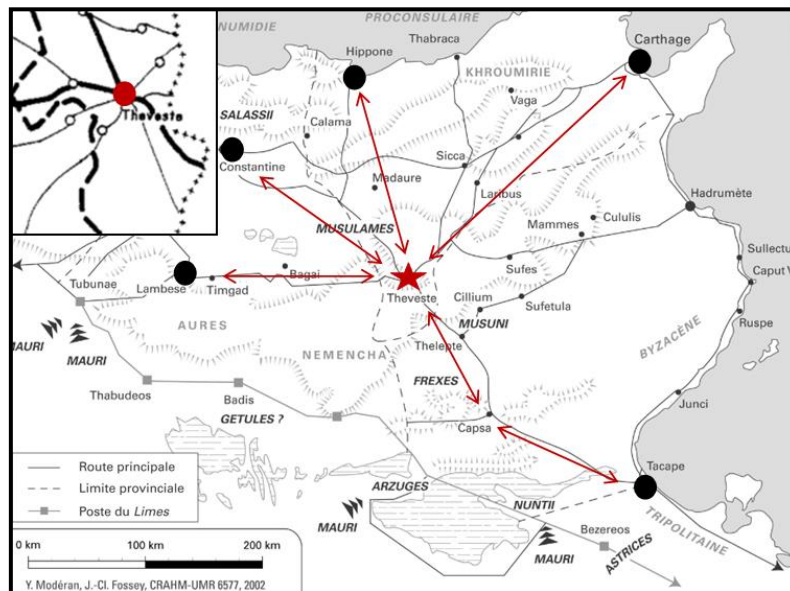 Theveste
NUMIDIE
PROCONSULAIRE
Hippone
Thabraca
Carthage
KHROUMIRIE
SALASSII
Calama
Vaga
Constantine
Sicca
Madaure
Laribus
Hadrumète
MUSULAMES
Mammes
Cululis
Sullectu
Tubunae
Lambese
Timgad
Bagai
Theveste
Sufes
Caput V
Cillium
Sufetula
AURES
MUSUNI
Ruspe
MAURI
MAURI
NEMENCHA
Thelepte
BYZACÈNE
Thabudeos
Badis
FREXES
Junci
GETULES ?
Capsa
Route principale
Limite provinciale
Poste du Limes
ARZUGES
NUNTII
Tacape
MAURI
MAURI
Bezereos
ASTRICES
TRIPOLITAINE
0 km
100 km
200 km
Y. Modéran, J.-Cl. Fossey, CRAHM-UMR 6577, 2002